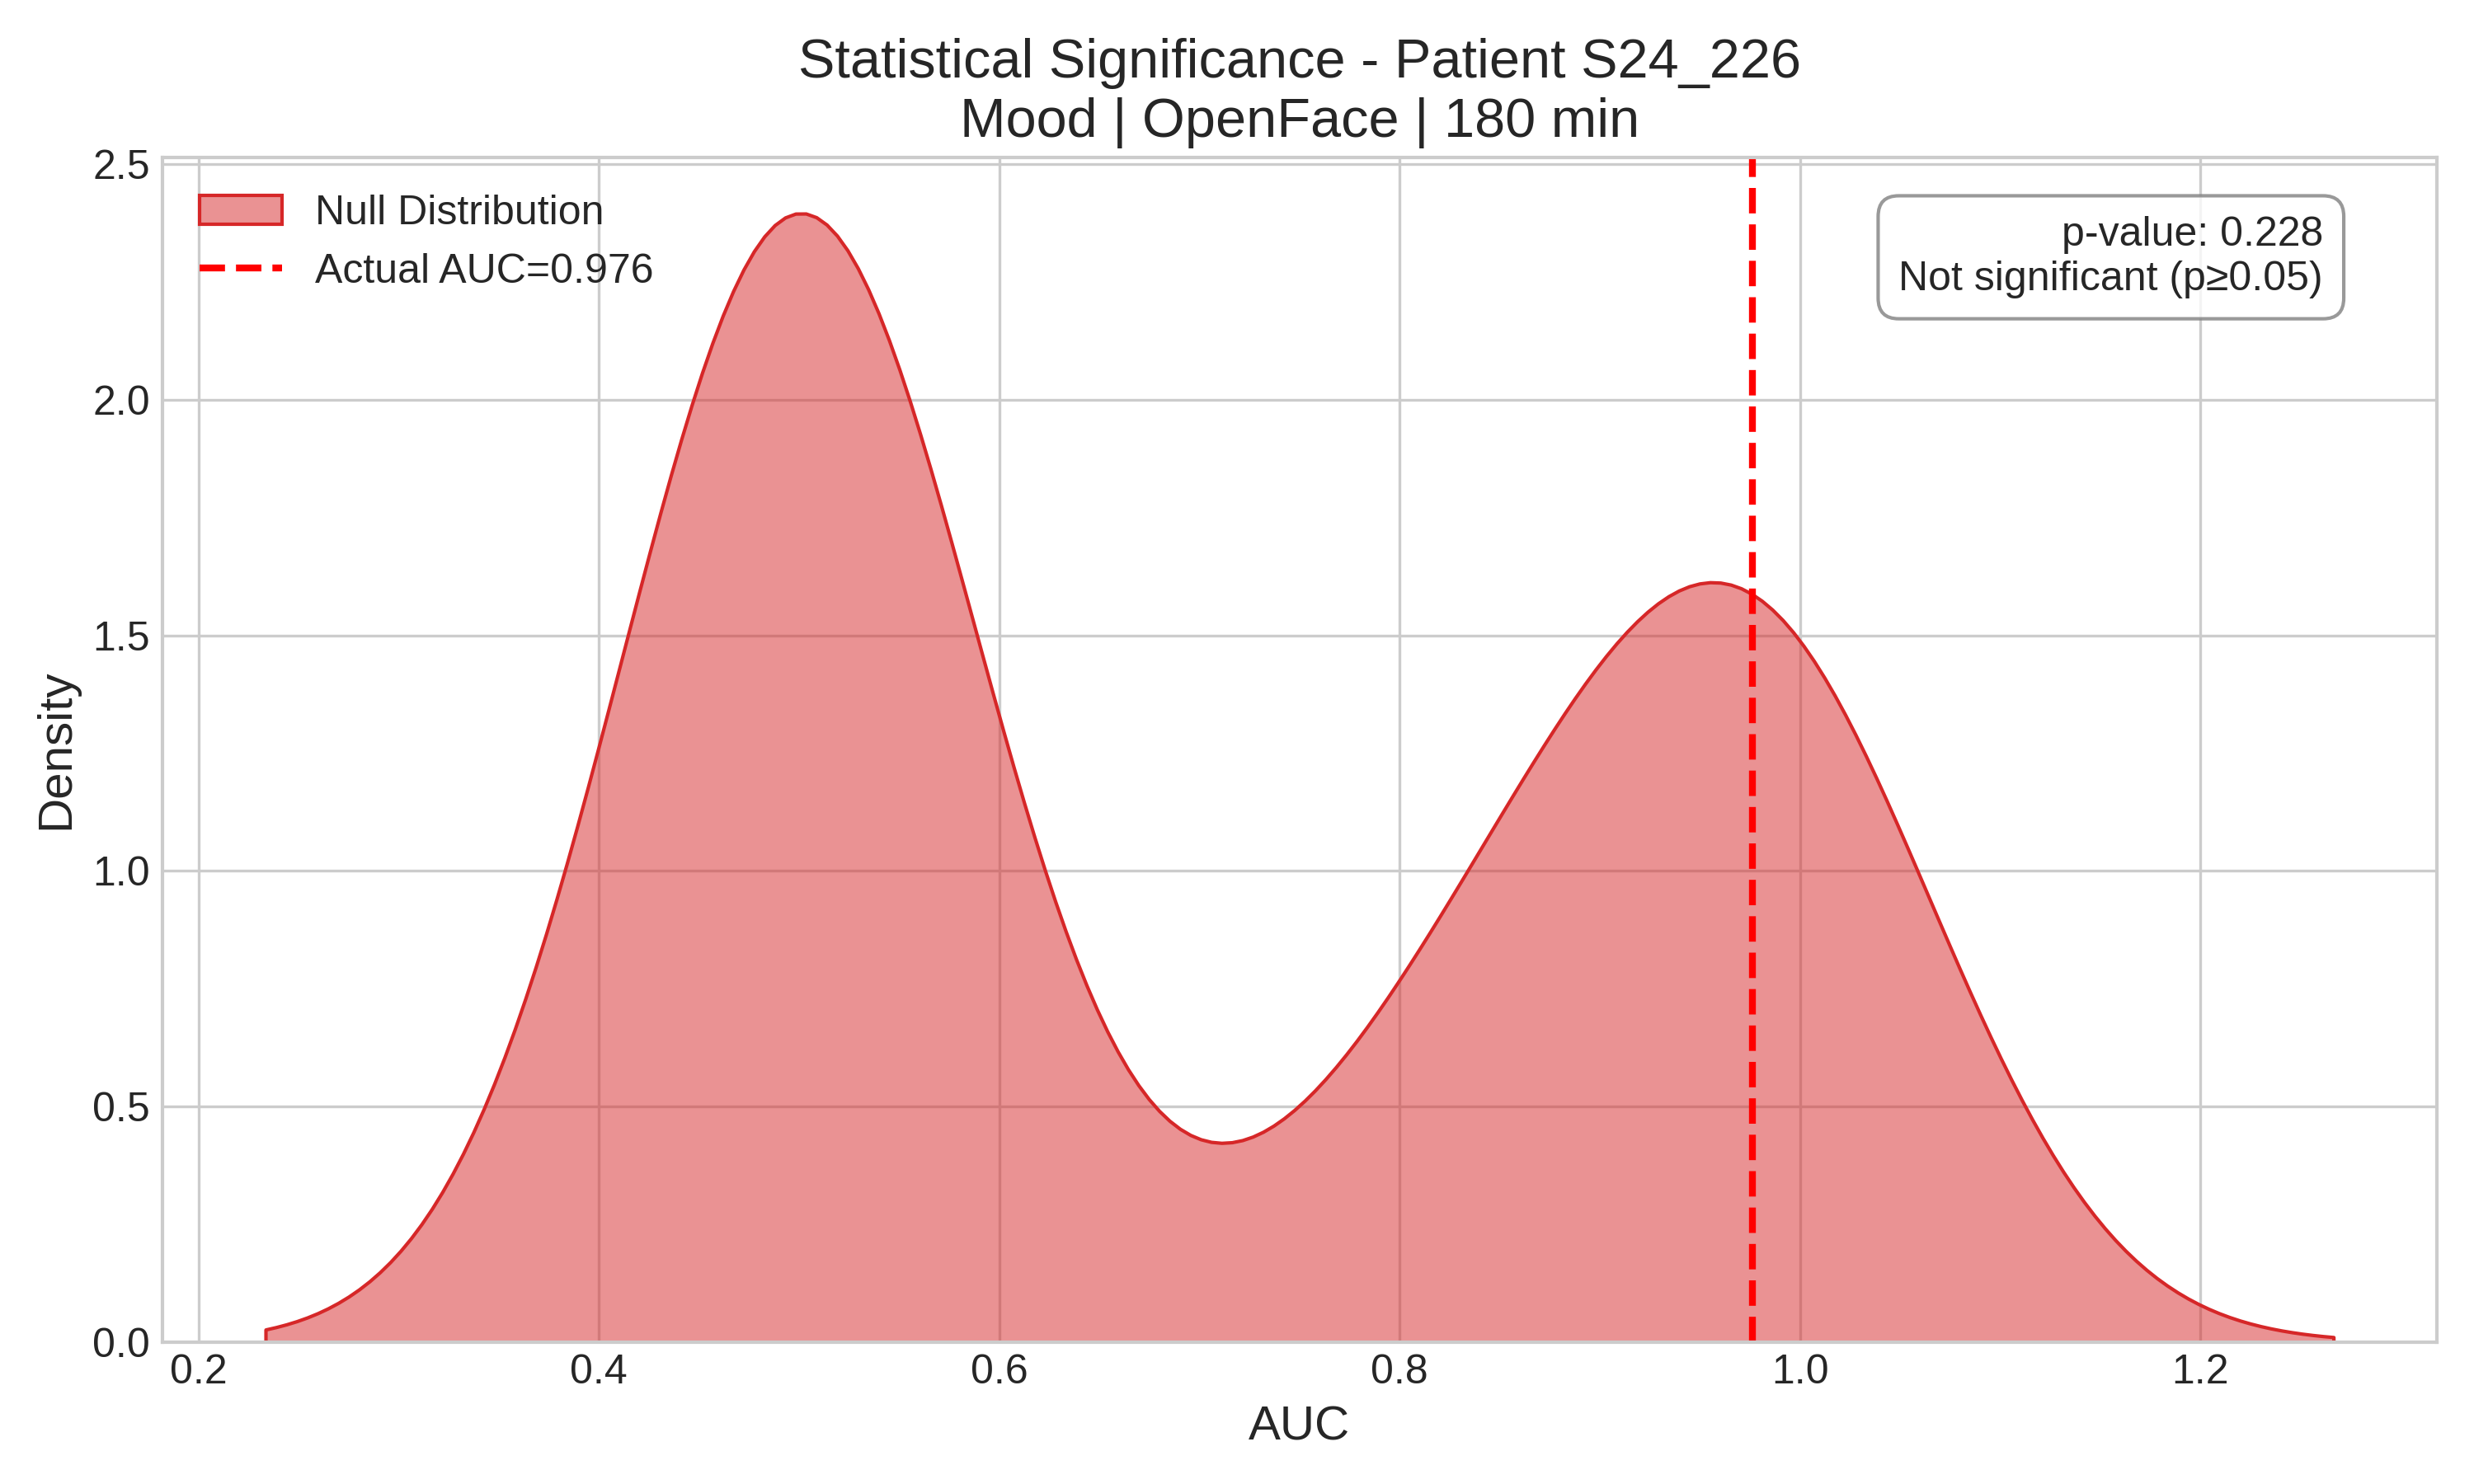 Statistical Significance - Patient S24_226
Mood | OpenFace | 180 min
Null Distribution
Actual AUC=0.976
p-value: 0.228
Not significant (p≥0.05)
Density
2.5
2.0
1.5
1.0
0.5
0.0
0.2 0.4 0.6 0.8 1.0 1.2
AUC